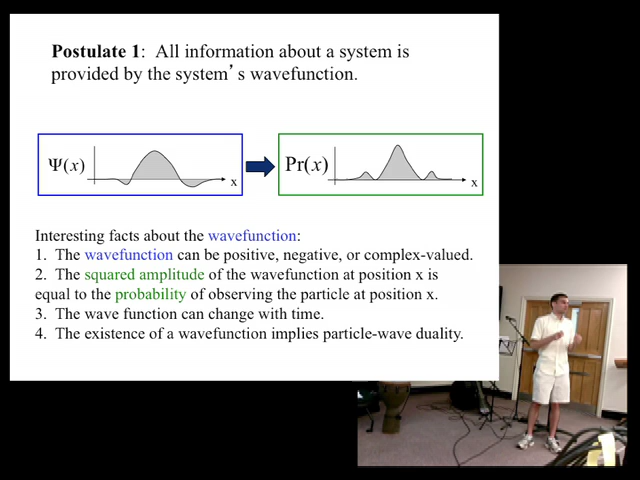 Postulate 1:  All information about a system is
provided by the system’s wavefunction.
Ψ(x)
x
Pr(x)
x
Interesting facts about the wavefunction:
1.  The wavefunction can be positive, negative, or complex-valued.
2.  The squared amplitude of the wavefunction at position x is
equal to the probability of observing the particle at position x.
3.  The wave function can change with time.
4.  The existence of a wavefunction implies particle-wave duality.